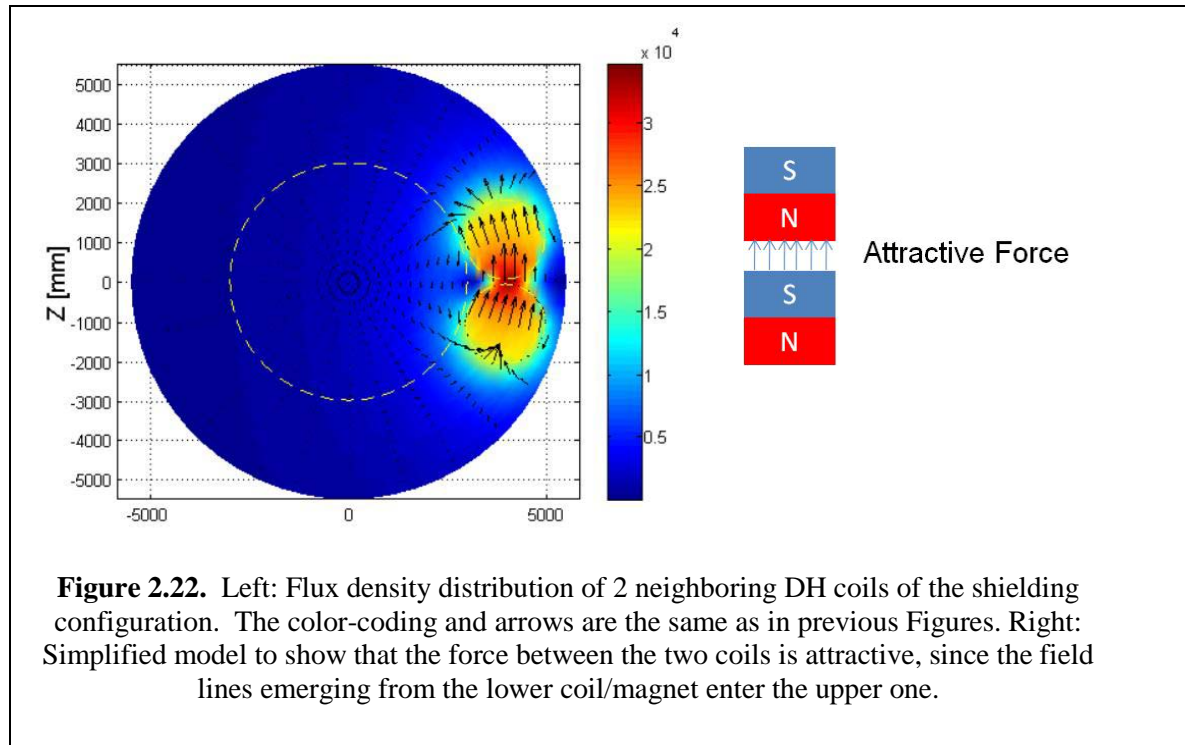 4
x 10
5000
4000
3000
2000
1000
0
-1000
-2000
-3000
-4000
-5000
Z [mm]
-5000 0 5000
3
2.5
2
1.5
1
0.5
S
N
Attractive Force
S
N
Figure 2.22. Left: Flux density distribution of 2 neighboring DH coils of the shielding
configuration. The color-coding and arrows are the same as in previous Figures. Right:
Simplified model to show that the force between the two coils is attractive, since the field
lines emerging from the lower coil/magnet enter the upper one.